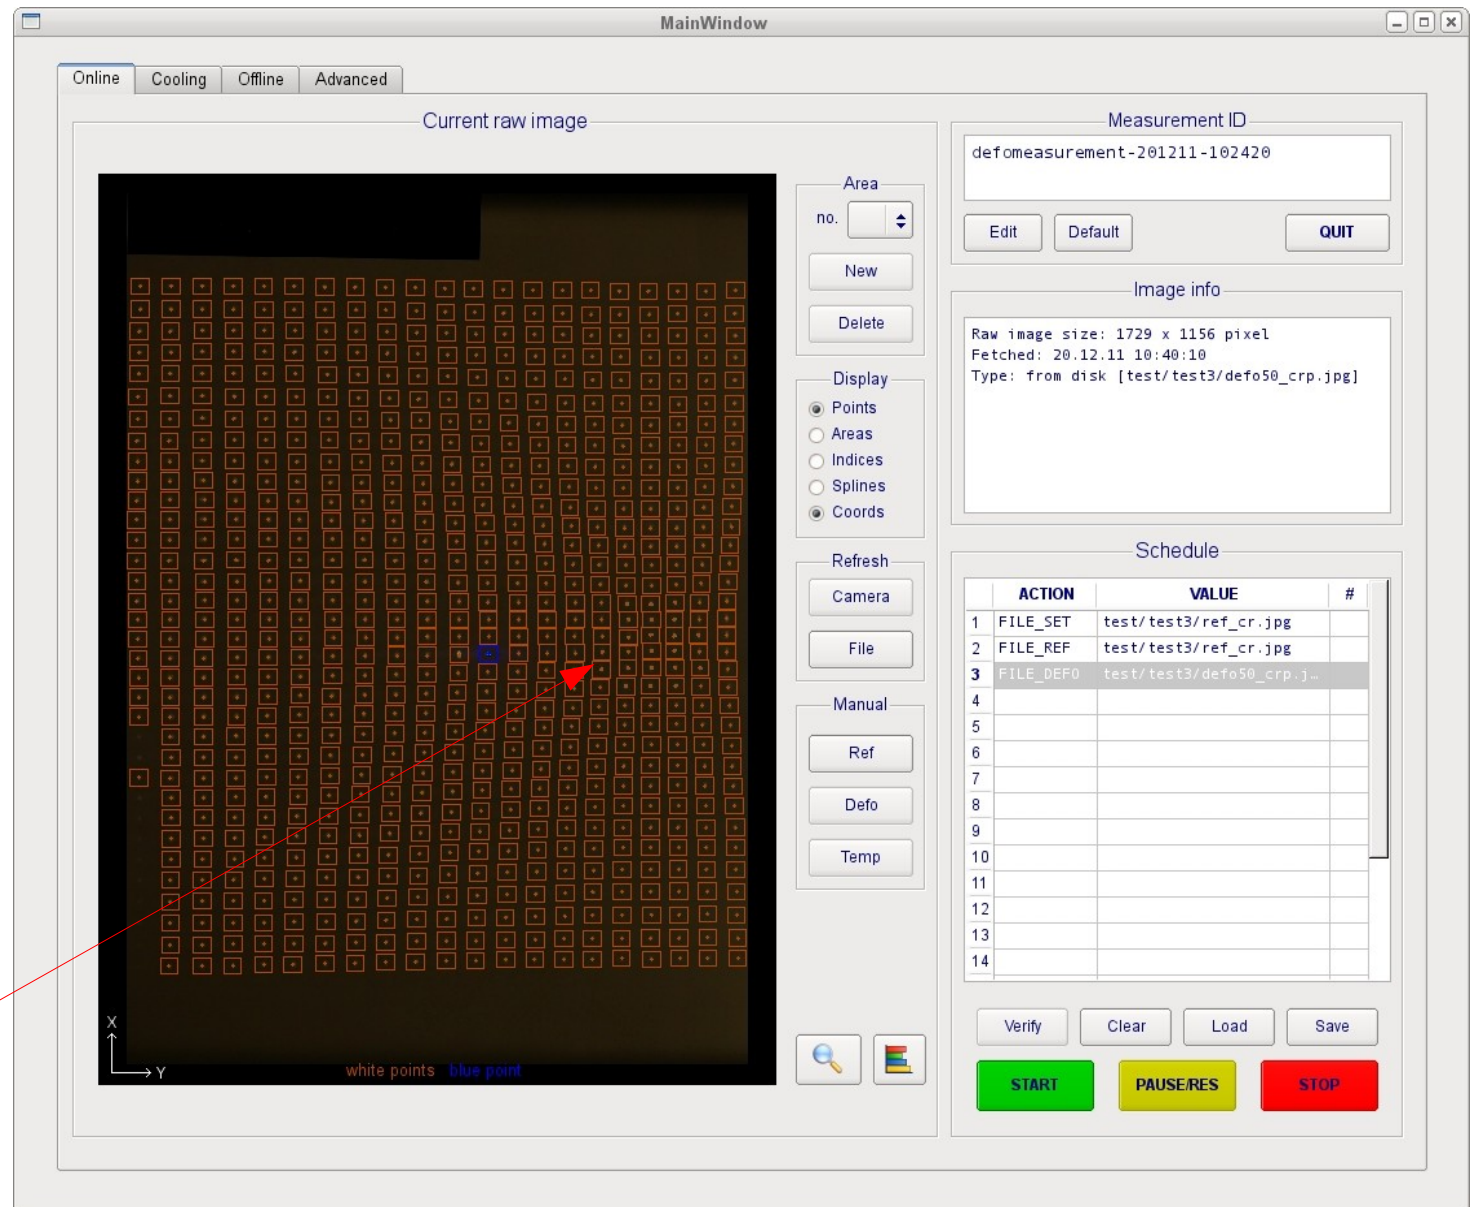 MainWindow
Online Cooling Offline Advanced
Current raw image
X
Y
white points blue point
Area
no.
New
Delete
Display
Points
Areas
Indices
Splines
Coords
Refresh
Camera
File
Manual
Ref
Defo
Temp
Measurement ID
defomeasurement-201211-102420
Edit Default QUIT
Image info
Raw image size: 1729 x 1156 pixel
Fetched: 20.12.11 10:40:10
Type: from disk [test/test3/defo50_crp.jpg]
Schedule
ACTION VALUE #
1 FILE_SET test/test3/ref_cr.jpg
2 FILE_REF test/test3/ref_cr.jpg
3 FILE_DEFO test/test3/defo50_crp.j...
4
5
6
7
8
9
10
11
12
13
14
Verify Clear Load Save
START PAUSE/RES STOP